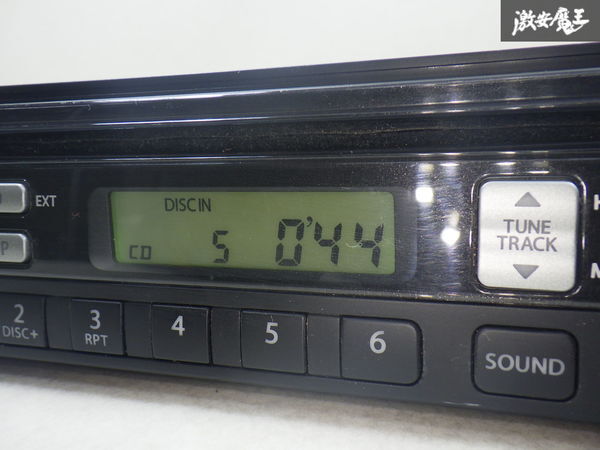 激安魔王
DISC IN
EXT
CD 5 0'44
P
TUNE
TRACK
H
M
2
DISC+
3
RPT
4
5
6
SOUND